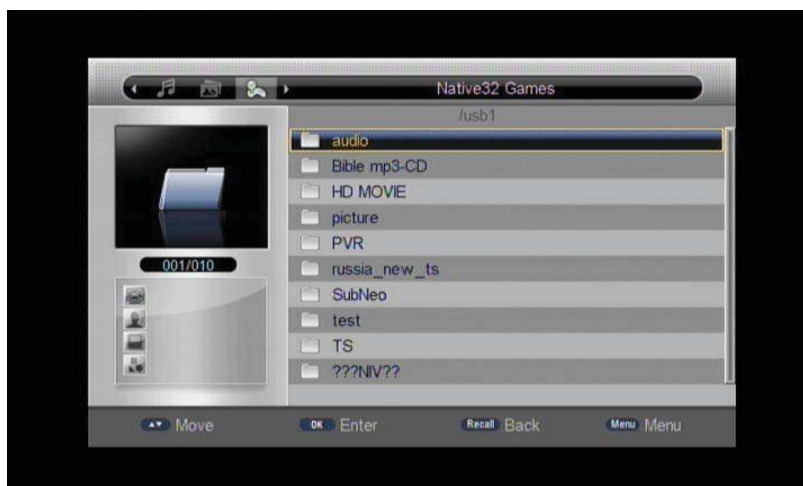 Native32 Games
/usb1
audio
Bible mp3-CD
HD MOVIE
picture
PVR
russia_new_ts
SubNeo
test
TS
???NIV??
001/010
Move OK Enter Recall Back Menu Menu